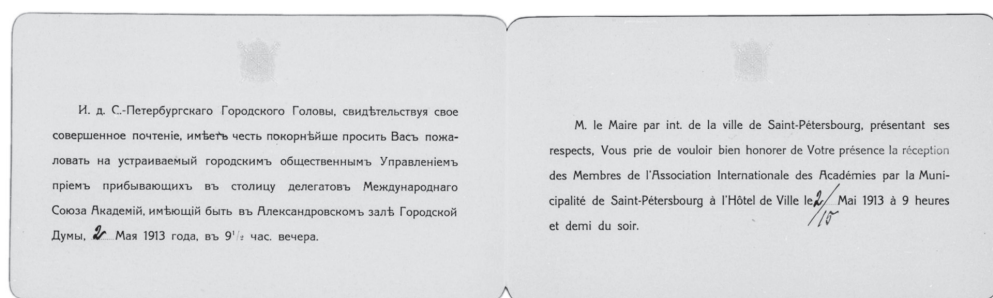 И. д. С.-Петербургскаго Городского Головы, свидѣтельствуя свое
совершенное почтеніе, имѣетъ честь покорнѣйше просить Васъ пожа-
ловать на устраиваемый городскимъ общественнымъ Управленіемъ
пріемъ прибывающихъ въ столицу делегатовъ Международнаго
Союза Академій, имѣющій быть въ Александровскомъ залѣ Городской
Думы, 2 Мая 1913 года, въ 9 1/2 час. вечера.
M. le Maire par int. de la ville de Saint-Pétersbourg, présentant ses
respects, Vous prie de vouloir bien honorer de Votre présence la réception
des Membres de l'Association Internationale des Académies par la Muni-
cipalité de Saint-Pétersbourg à l'Hôtel de Ville le 2/15 Mai 1913 à 9 heures
et demi du soir.